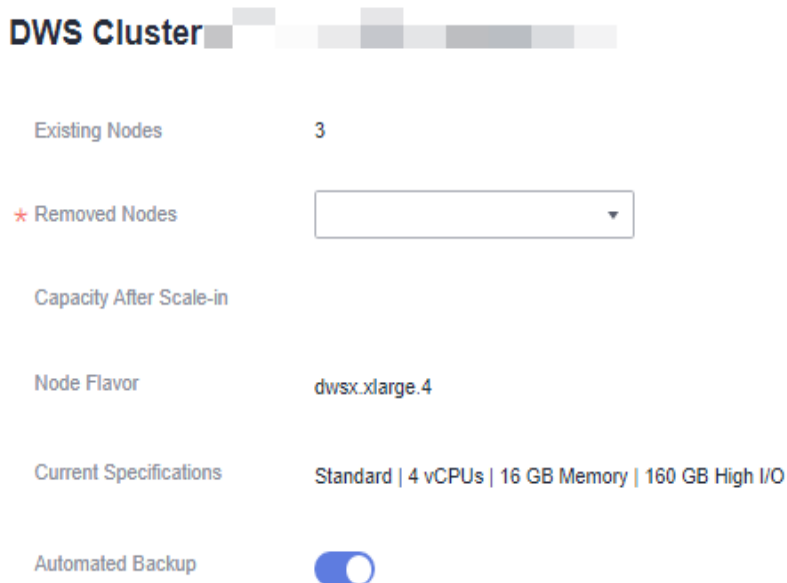 DWS Cluster
Existing Nodes 3
* Removed Nodes
Capacity After Scale-in
Node Flavor dwsx.xlarge.4
Current Specifications Standard | 4 vCPUs | 16 GB Memory | 160 GB High I/O
Automated Backup